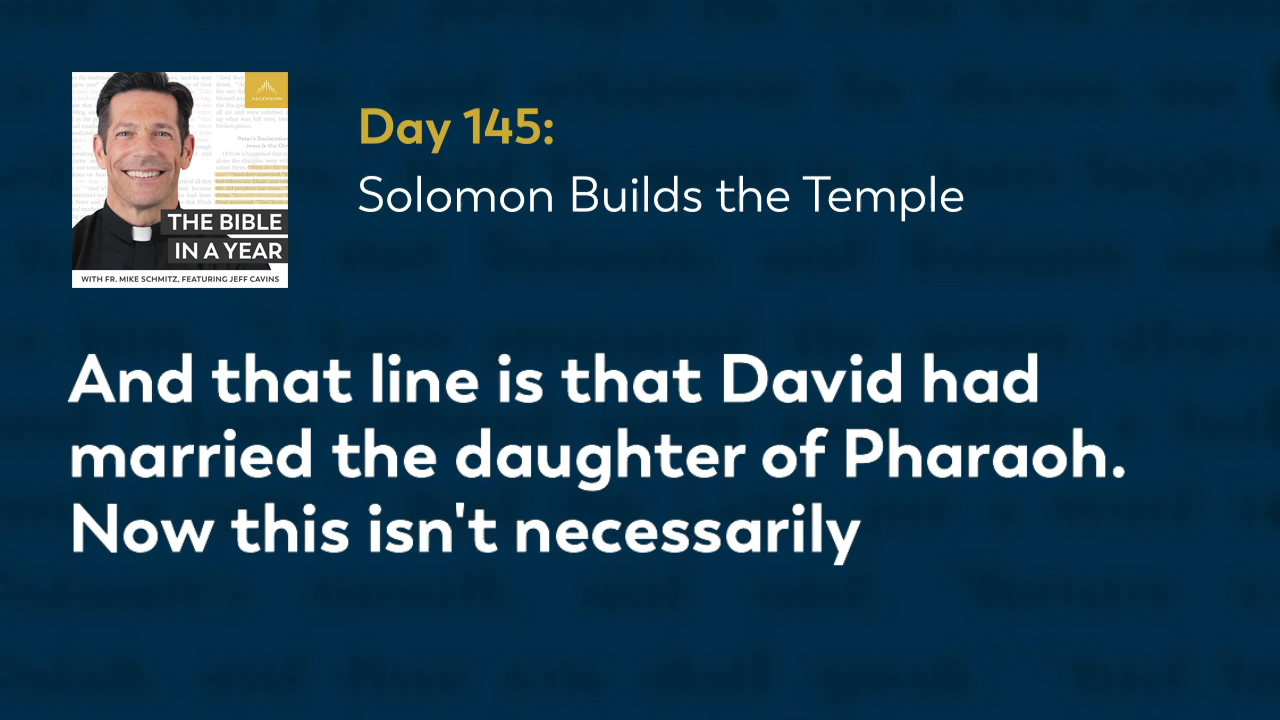 ASCENSION
THE BIBLE
IN A YEAR
WITH FR. MIKE SCHMITZ, FEATURING JEFF CAVINS
Day 145:
Solomon Builds the Temple
And that line is that David had
married the daughter of Pharaoh.
Now this isn't necessarily